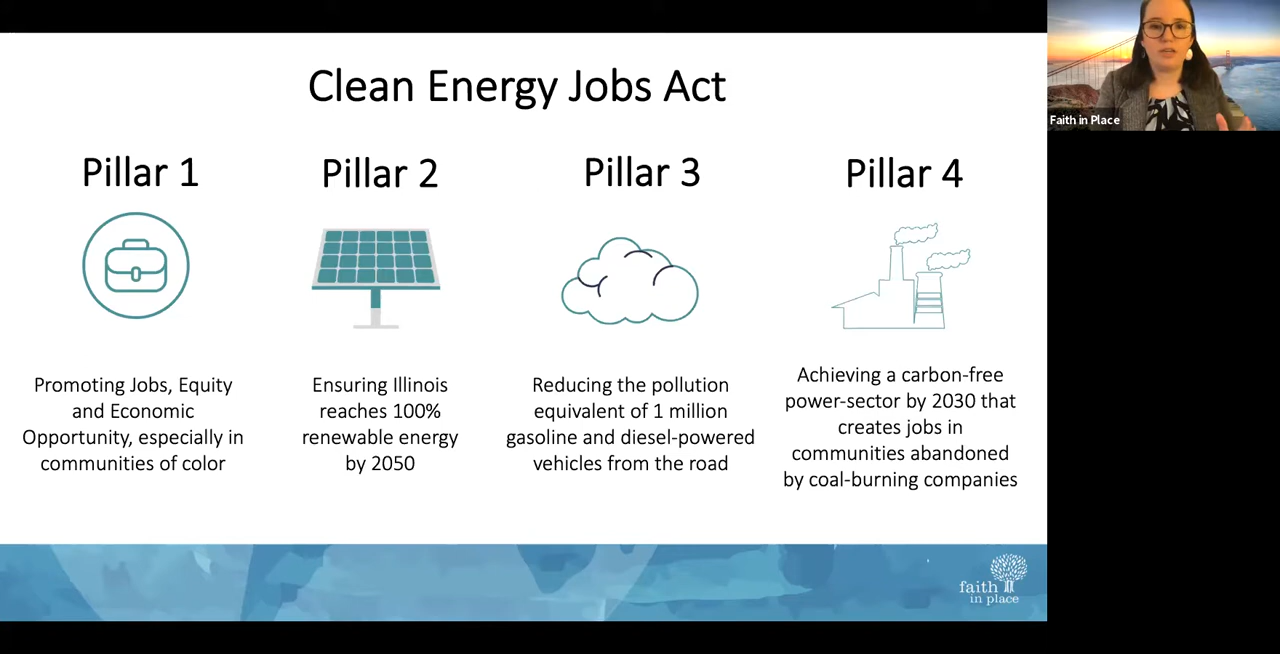 Clean Energy Jobs Act
Faith in Place
Pillar 1
Pillar 2
Pillar 3
Pillar 4
Promoting Jobs, Equity
and Economic
Opportunity, especially in
communities of color
Ensuring Illinois
reaches 100%
renewable energy
by 2050
Reducing the pollution
equivalent of 1 million
gasoline and diesel-powered
vehicles from the road
Achieving a carbon-free
power-sector by 2030 that
creates jobs in
communities abandoned
by coal-burning companies
faith
in place